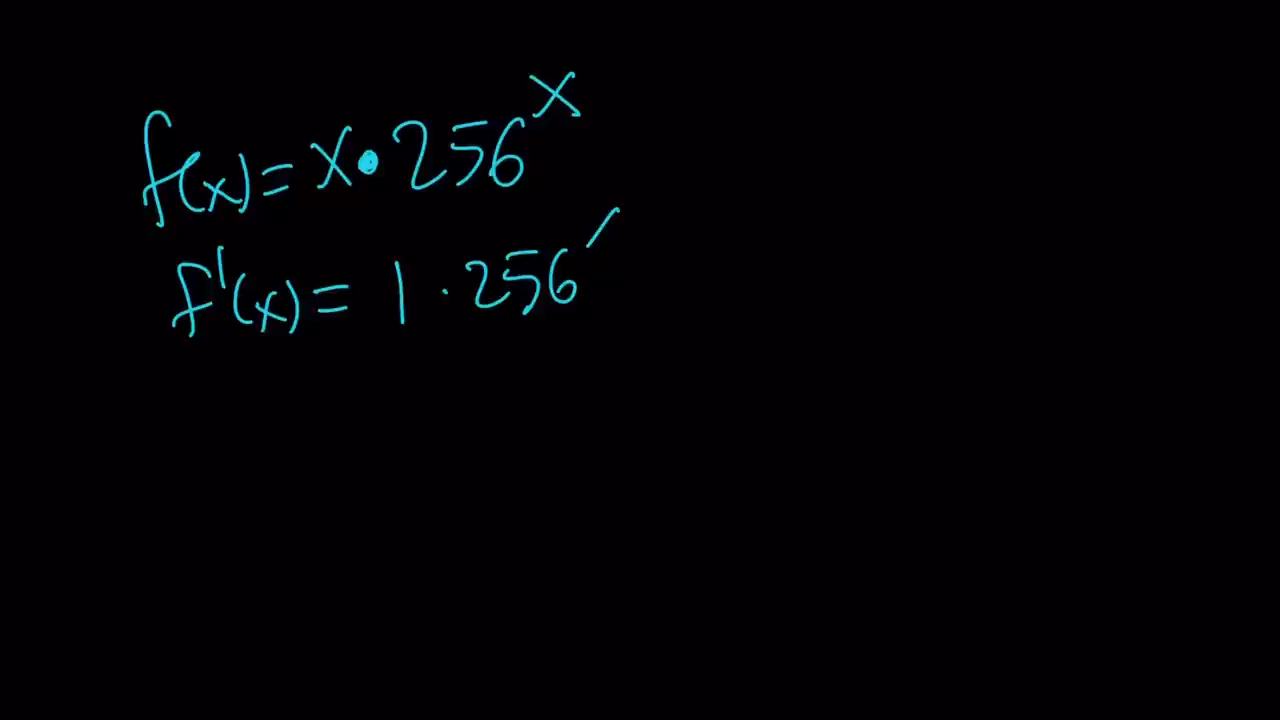 f(x) = x • 256^x
f'(x) = 1 · 256^/